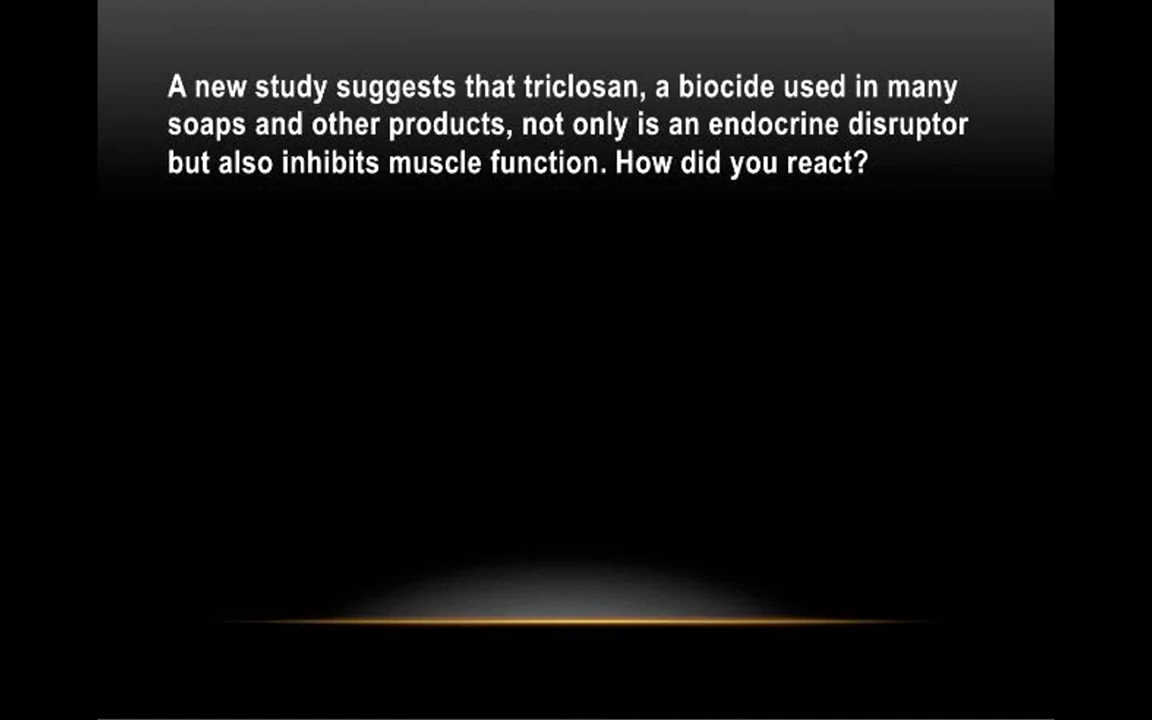 A new study suggests that triclosan, a biocide used in many
soaps and other products, not only is an endocrine disruptor
but also inhibits muscle function. How did you react?